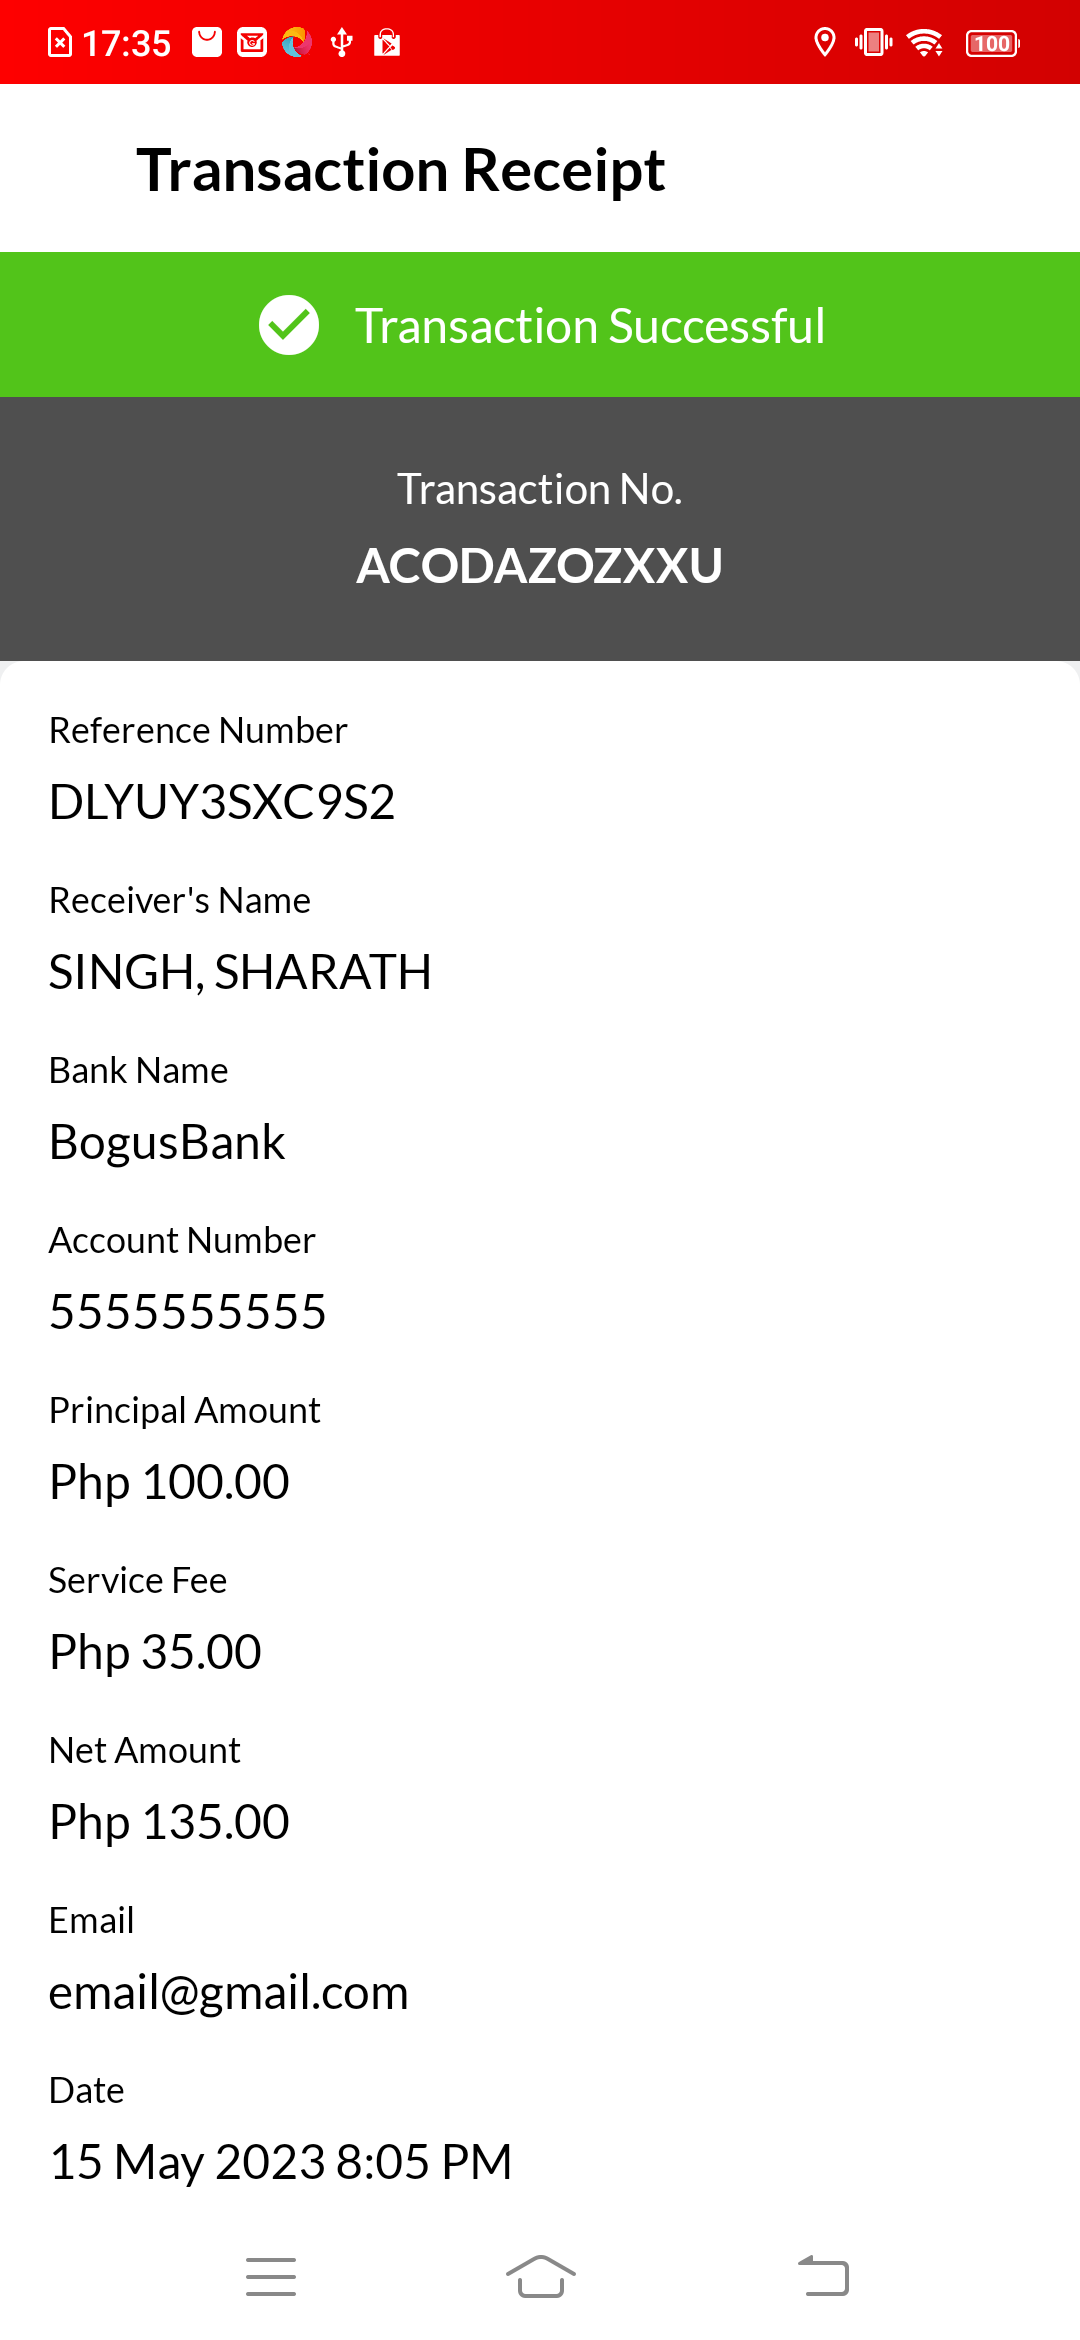 17:35
100
Transaction Receipt
Transaction Successful
Transaction No.
ACODAZOZXXU
Reference Number
DLYUY3SXC9S2
Receiver's Name
SINGH, SHARATH
Bank Name
BogusBank
Account Number
5555555555
Principal Amount
Php 100.00
Service Fee
Php 35.00
Net Amount
Php 135.00
Email
email@gmail.com
Date
15 May 2023 8:05 PM